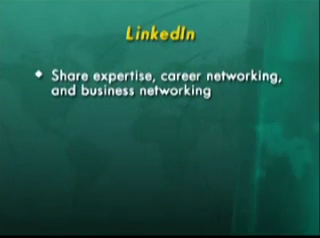 LinkedIn
Share expertise, career networking,
and business networking